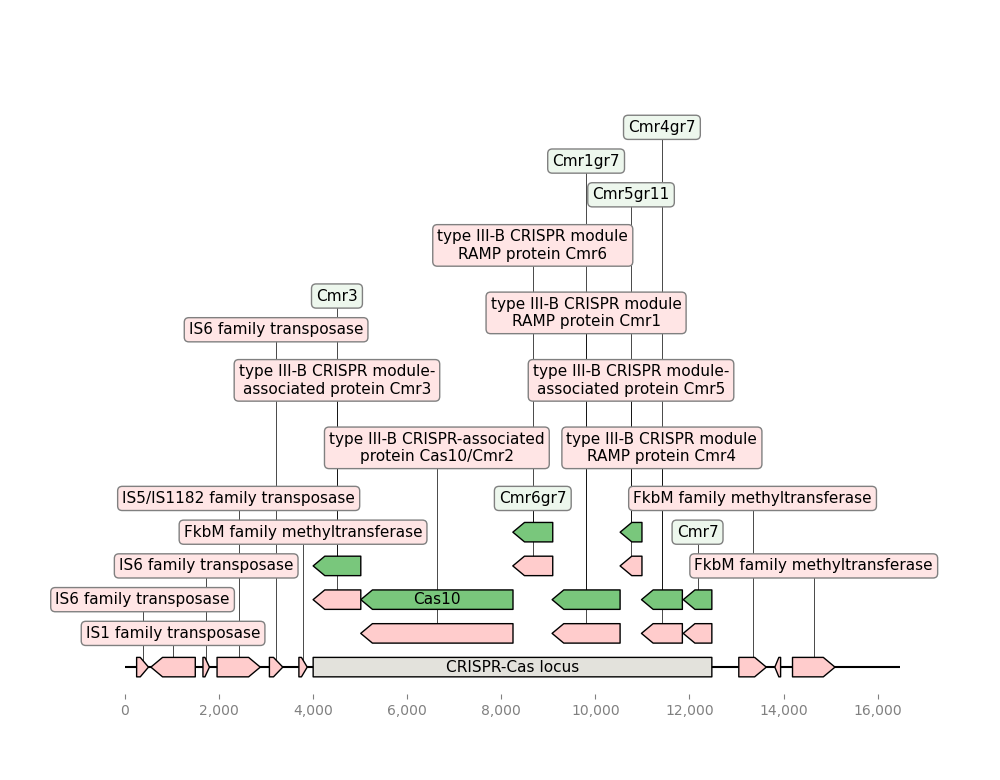 Cmr4gr7
Cmr1gr7
Cmr5gr11
type III-B CRISPR module
RAMP protein Cmr6
Cmr3
type III-B CRISPR module
RAMP protein Cmr1
IS6 family transposase
type III-B CRISPR module-
associated protein Cmr3
type III-B CRISPR module-
associated protein Cmr5
type III-B CRISPR-associated
protein Cas10/Cmr2
type III-B CRISPR module
RAMP protein Cmr4
IS5/IS1182 family transposase
Cmr6gr7
FkbM family methyltransferase
FkbM family methyltransferase
Cmr7
IS6 family transposase
FkbM family methyltransferase
IS6 family transposase
Cas10
IS1 family transposase
CRISPR-Cas locus
0
2,000
4,000
6,000
8,000
10,000
12,000
14,000
16,000